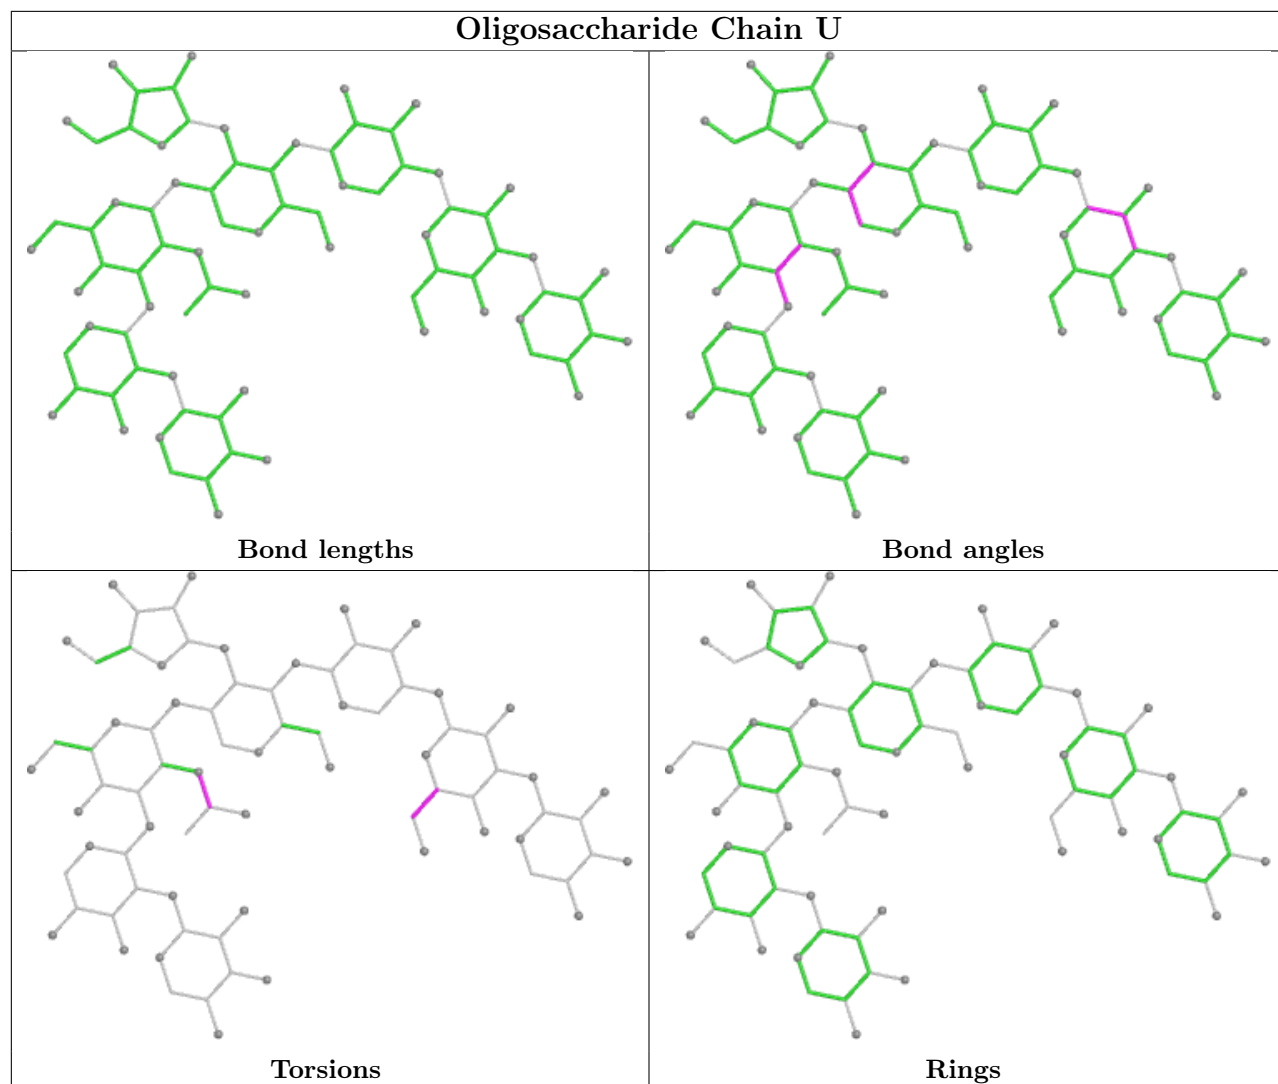 Oligosaccharide Chain U
Bond lengths
Bond angles
Torsions
Rings